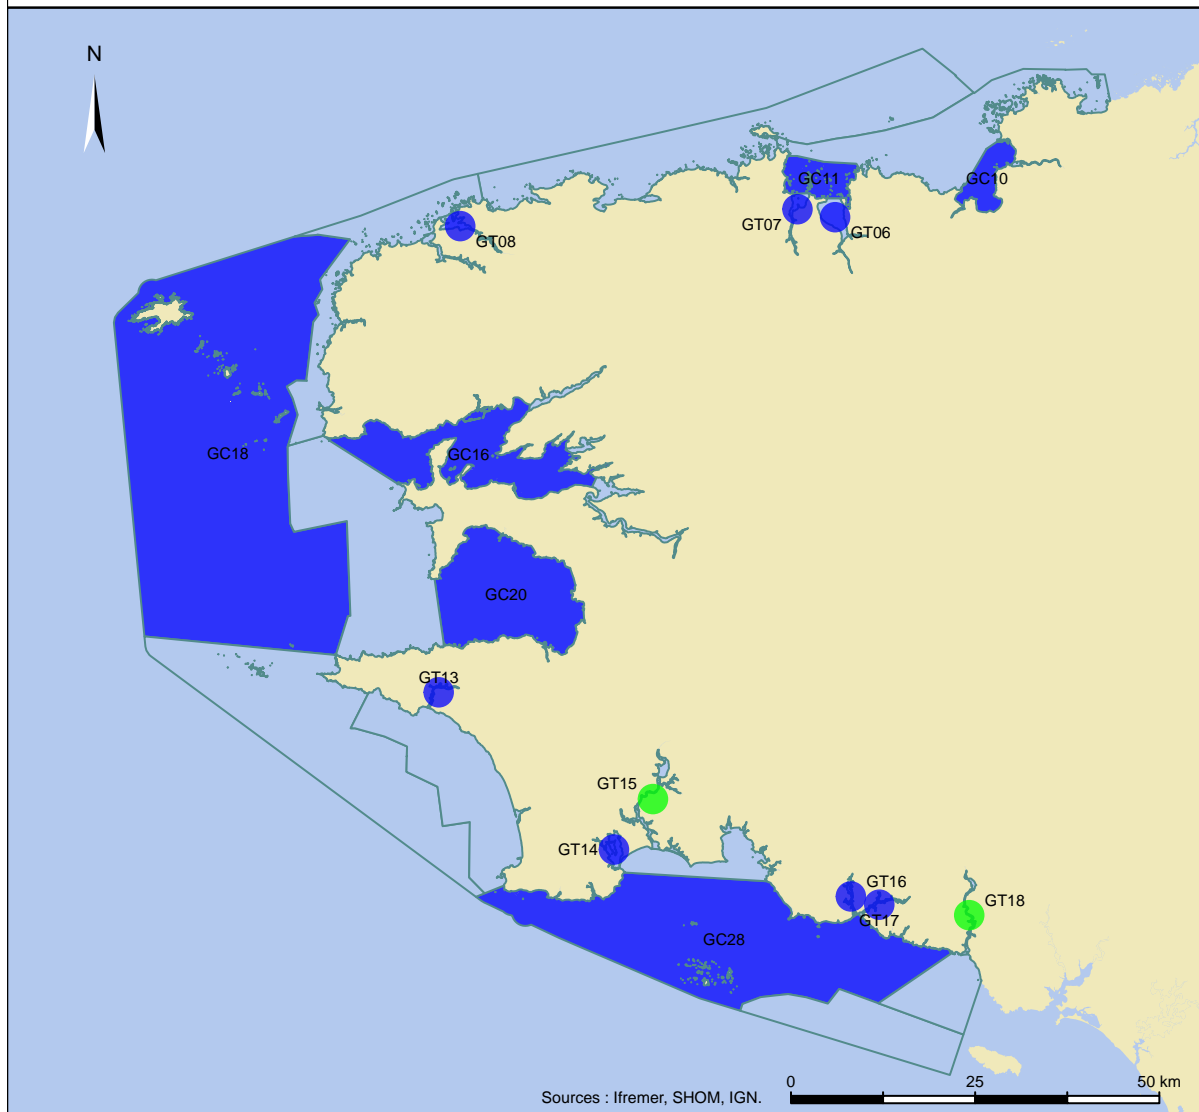 N
GC11
GC10
GT07
GT06
GT08
GC18
GC16
GC20
GT13
GT15
GT14
GT16
GT18
GT17
GC28
0 25 50 km
Sources : Ifremer, SHOM, IGN.